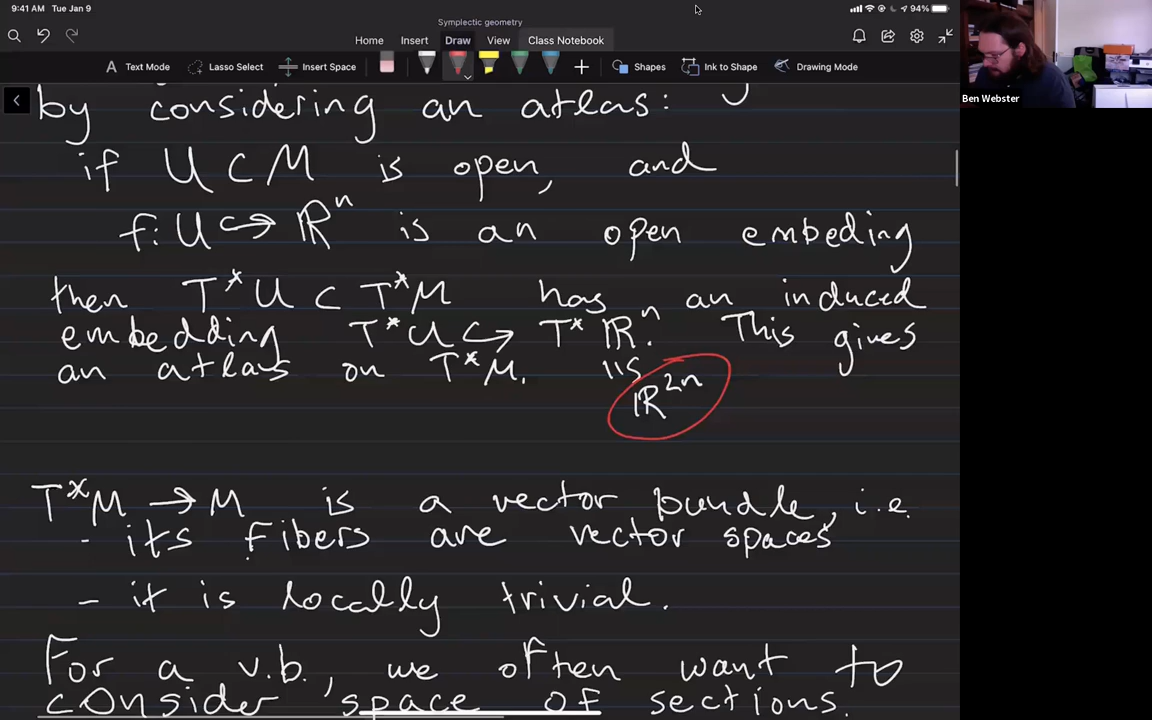 9:41 AM Tue Jan 9
94%
Symplectic geometry
Home Insert Draw View Class Notebook
Text Mode Lasso Select Insert Space Shapes Ink to Shape Drawing Mode
Ben Webster
by considering an atlas:
if U ⊂ M is open, and
f: U ↪ ℝⁿ is an open embeding
then T*U ⊂ T*M has an induced
embedding T*U ↪ T*ℝⁿ. This gives
an atlas on T*M. ≅
ℝ²ⁿ
T*M → M is a vector bundle, i.e.
- its fibers are vector spaces
- it is locally trivial.
For a v.b., we often want to
consider space of sections.